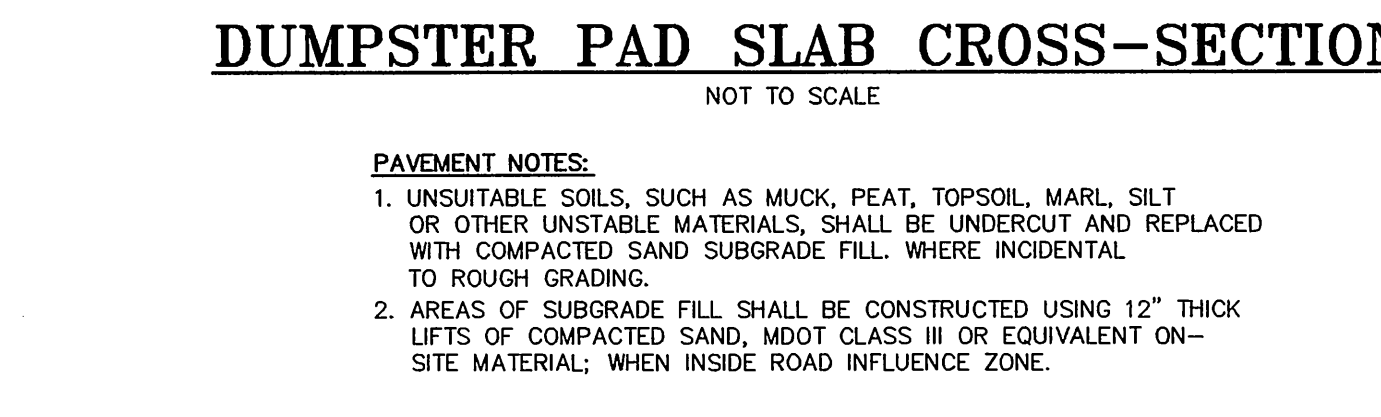 DUMPSTER PAD SLAB CROSS-SECTION
NOT TO SCALE
PAVEMENT NOTES:
1. UNSUITABLE SOILS, SUCH AS MUCK, PEAT, TOPSOIL, MARL, SILT
OR OTHER UNSTABLE MATERIALS, SHALL BE UNDERCUT AND REPLACED
WITH COMPACTED SAND SUBGRADE FILL. WHERE INCIDENTAL
TO ROUGH GRADING.
2. AREAS OF SUBGRADE FILL SHALL BE CONSTRUCTED USING 12" THICK
LIFTS OF COMPACTED SAND, MDOT CLASS III OR EQUIVALENT ON-
SITE MATERIAL; WHEN INSIDE ROAD INFLUENCE ZONE.